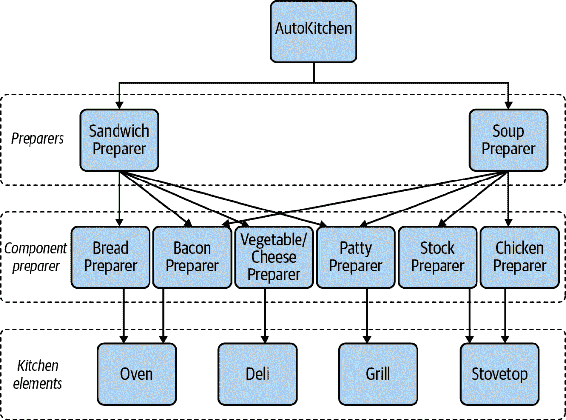 AutoKitchen
Preparers
Sandwich
Preparer
Soup
Preparer
Component
preparer
Bread
Preparer
Bacon
Preparer
Vegetable/
Cheese
Preparer
Patty
Preparer
Stock
Preparer
Chicken
Preparer
Kitchen
elements
Oven
Deli
Grill
Stovetop